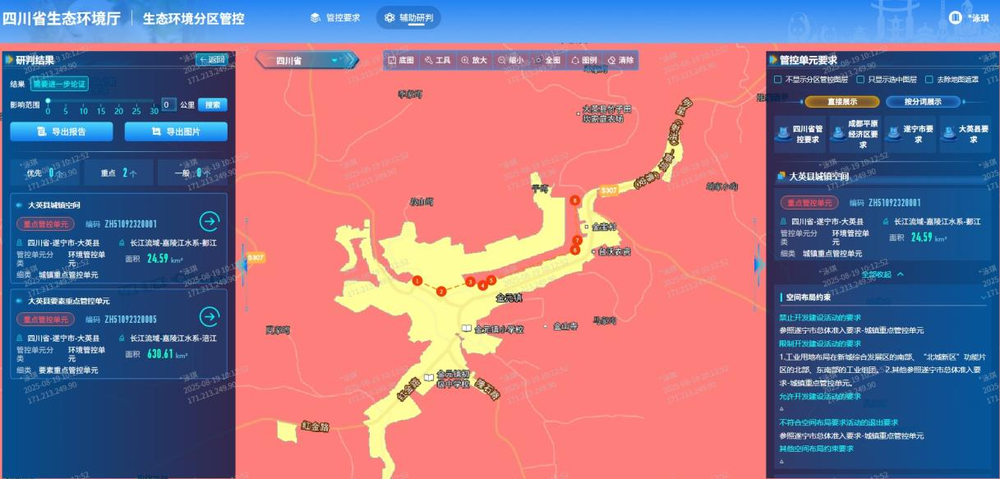 四川省生态环境厅 生态环境分区管控
管控要求
辅助研判
*泳琪
研判结果
返回
结果 需要进一步论证
影响范围 0 5 10 15 20 25 30 0 公里 搜索
导出报告
导出图片
优先 0 个
重点 2 个
一般 0 个
大英县城镇空间
重点管控单元 编码 ZH51092320001
四川省-遂宁市-大英县
长江流域-嘉陵江水系-郪江
管控单元分类 环境管控单元
面积 24.59 km²
细类 城镇重点管控单元
大英县要素重点管控单元
重点管控单元 编码 ZH51092320005
四川省-遂宁市-大英县
长江流域-嘉陵江水系-涪江
管控单元分类 环境管控单元
面积 630.61 km²
细类 要素重点管控单元
四川省
底图 工具 放大 缩小 全图 图例 清除
大英县竹子田
坎家庭农场
S307
S307
金元镇
金元镇小学校
金山寺
金元镇初
级中学校
红金路
隆石路
红金路
1
2
3
4
5
6
7
8
管控单元要求
不显示分区管控图层 只显示选中图层 去除地图遮罩
直接展示
按分词展示
四川省管控要求
成都平原经济区要求
遂宁市要求
大英县要求
大英县城镇空间
重点管控单元 编码 ZH51092320001
四川省-遂宁市-大英县
长江流域-嘉陵江水系-郪江
管控单元分类 环境管控单元
面积 24.59 km²
细类 城镇重点管控单元
全部收起
空间布局约束
禁止开发建设活动的要求
参照遂宁市总体准入要求-城镇重点管控单元
限制开发建设活动的要求
1.工业用地布局在新城综合发展区的南部、“北城新区”功能片
区的北部、东南部的工业组团。 2.其他参照遂宁市总体准入要
求-城镇重点管控单元。
允许开发建设活动的要求
不符合空间布局要求活动的退出要求
参照遂宁市总体准入要求-城镇重点管控单元
其他空间布局约束要求
*泳琪
2025-08-19 10:12:52
171.213.249.90